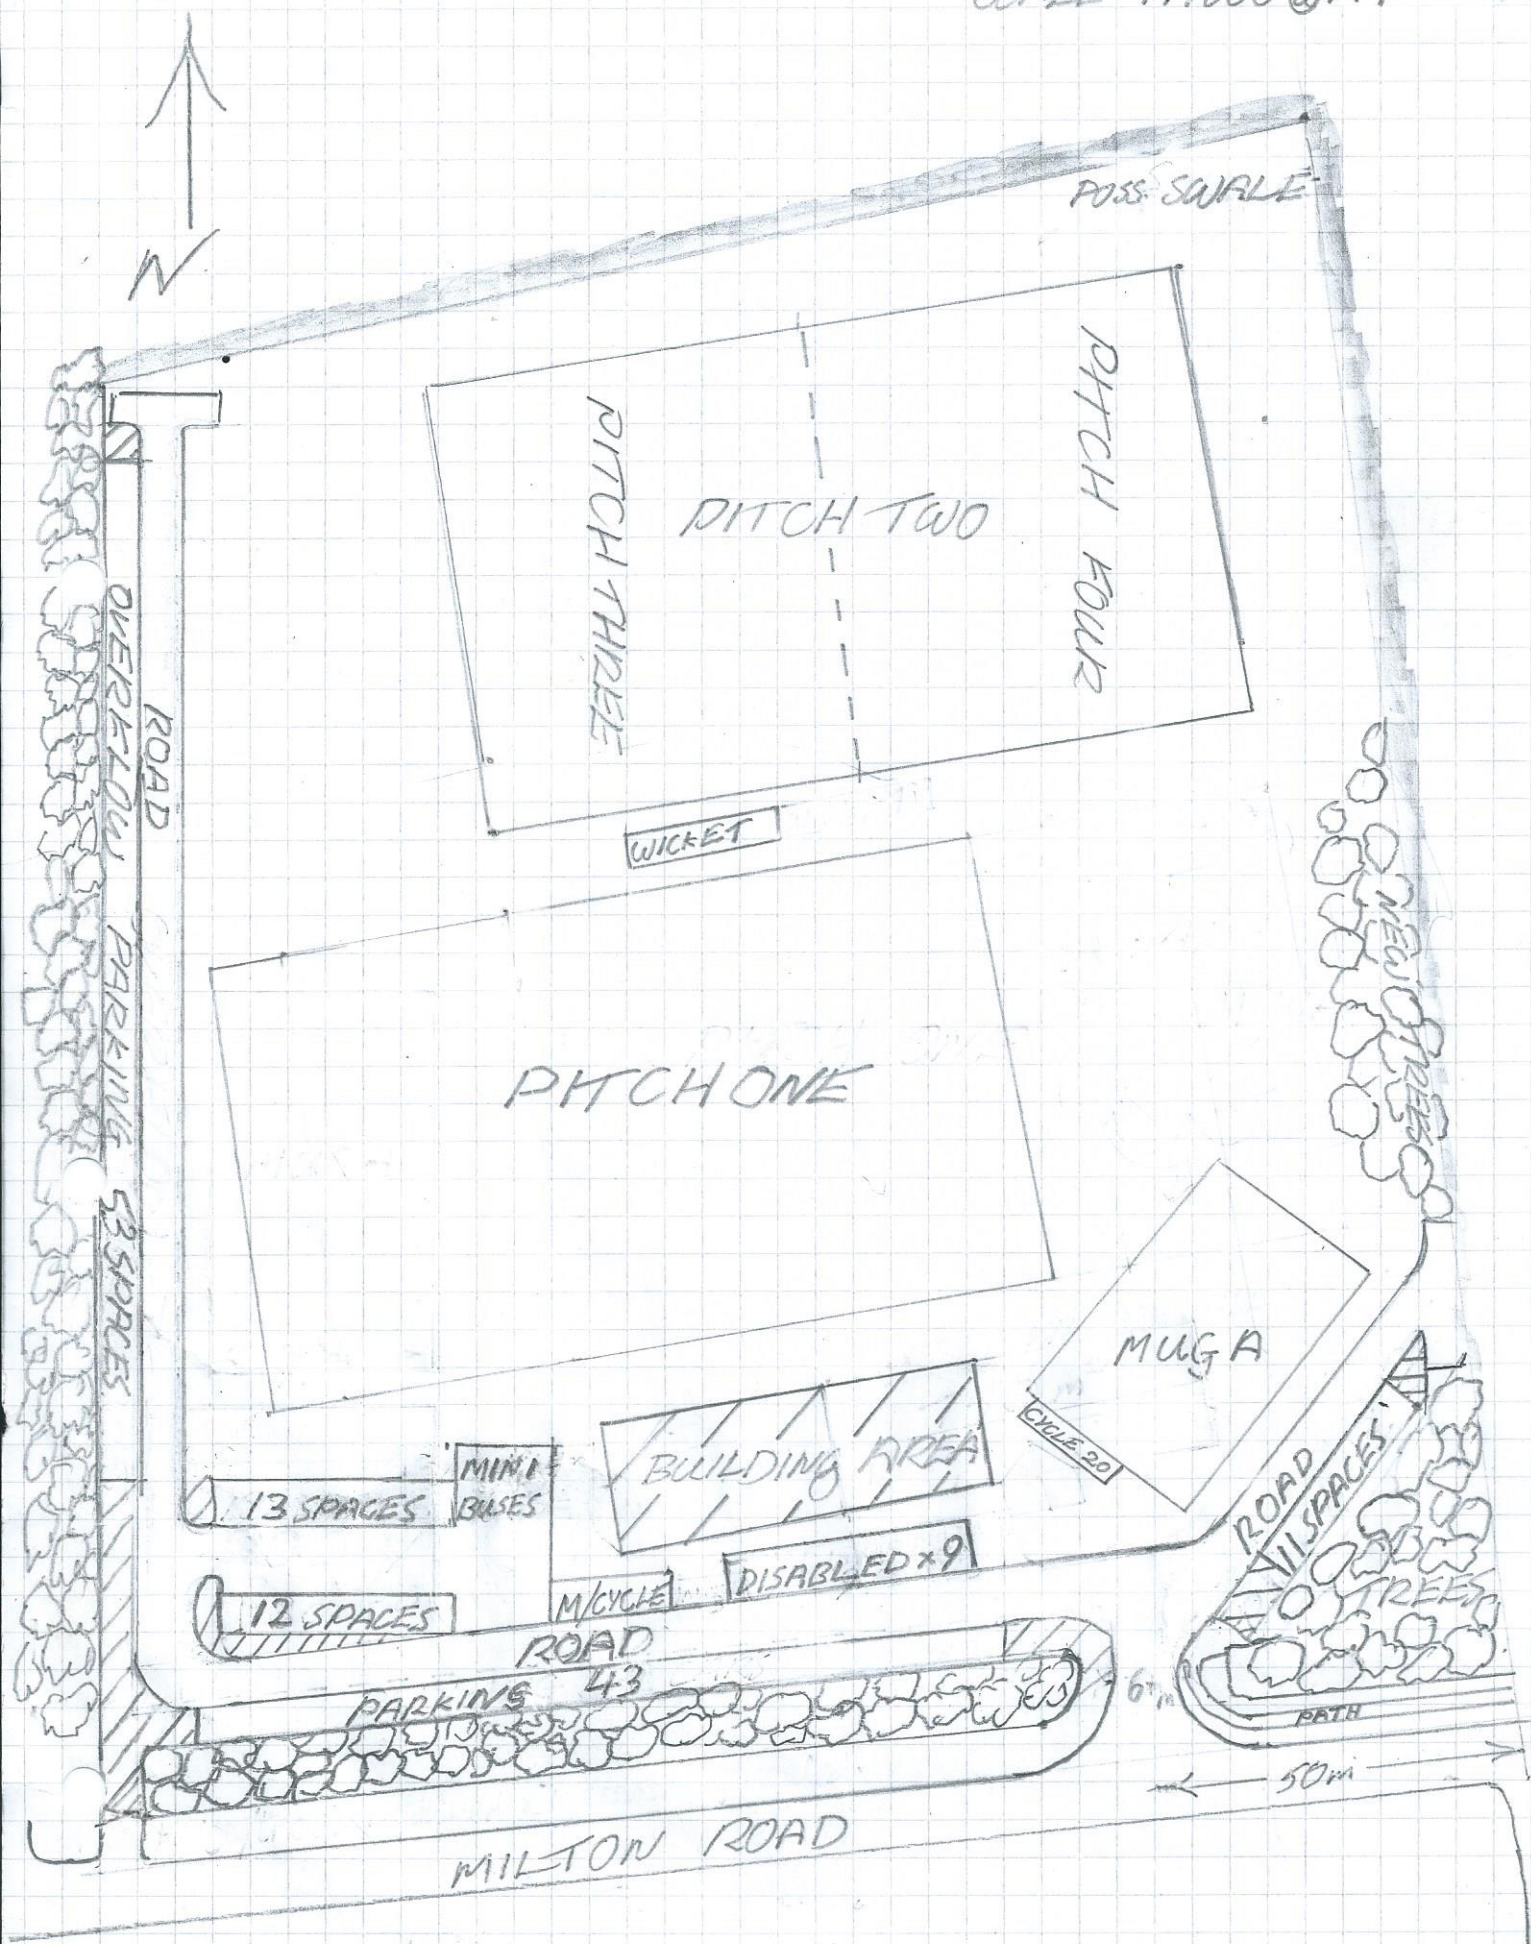 N
POSS SWALE
PITCH THREE
PITCH TWO
PITCH FOUR
OVERFLOW PARKING 53 SPACES
ROAD
WICKET
NEW TREES
PITCH ONE
MUGA
CYCLE 20
MINI
BUSES
BUILDING AREA
13 SPACES
DISABLED x 9
M/CYCLE
12 SPACES
ROAD
11 SPACES
TREES
ROAD
PARKING 43
PATH
50m
MILTON ROAD